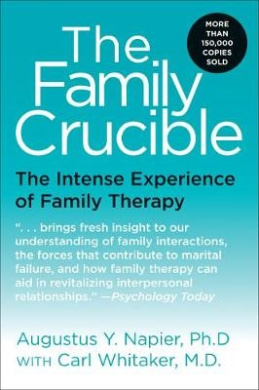 The
Family
Crucible
MORE
THAN
150,000
COPIES
SOLD
The Intense Experience
of Family Therapy
“. . . brings fresh insight to our
understanding of family interactions,
the forces that contribute to marital
failure, and how family therapy can
aid in revitalizing interpersonal
relationships.” —Psychology Today
Augustus Y. Napier, Ph.D
WITH Carl Whitaker, M.D.